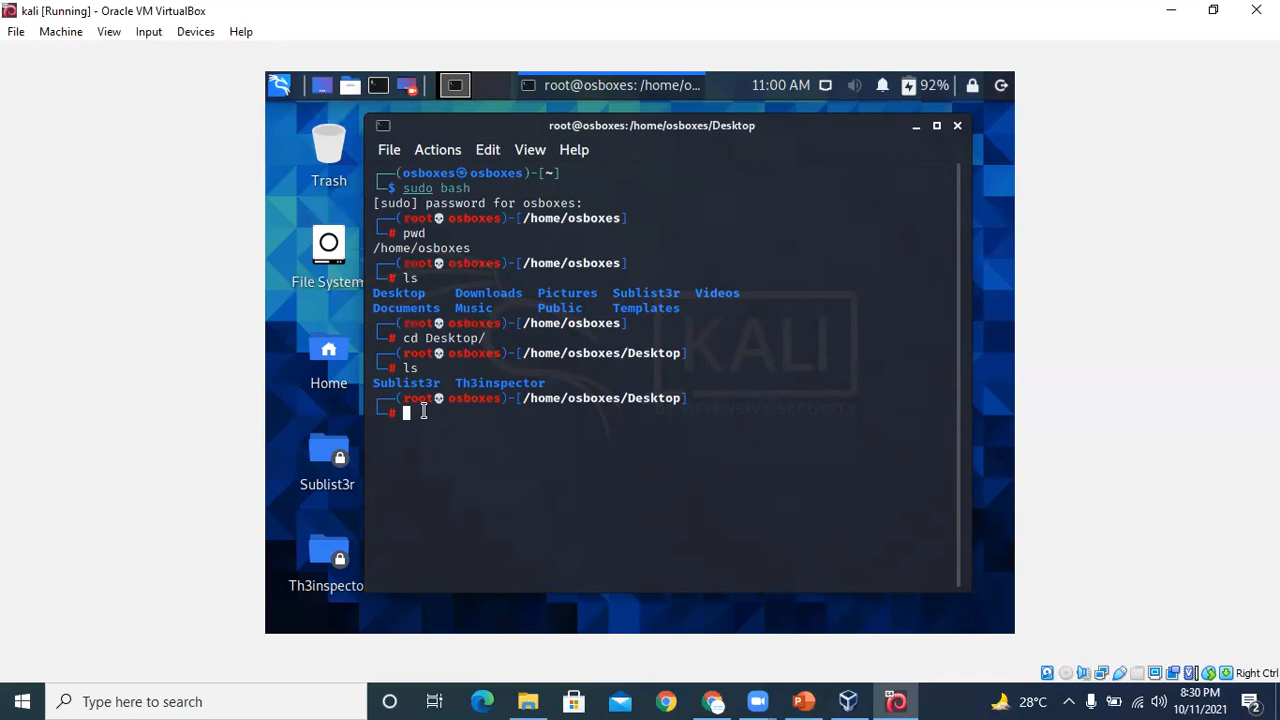 kali [Running] - Oracle VM VirtualBox
File Machine View Input Devices Help
root@osboxes: /home/o... 11:00 AM 92%
root@osboxes:/home/osboxes/Desktop
File Actions Edit View Help
Trash
File System
Home
Sublist3r
Th3inspecto
(osboxes㉿osboxes)-[~]
$ sudo bash
[sudo] password for osboxes:
(root💀osboxes)-[/home/osboxes]
# pwd
/home/osboxes
(root💀osboxes)-[/home/osboxes]
# ls
Desktop Downloads Pictures Sublist3r Videos
Documents Music Public Templates
(root💀osboxes)-[/home/osboxes]
# cd Desktop/
(root💀osboxes)-[/home/osboxes/Desktop]
# ls
Sublist3r Th3inspector
(root💀osboxes)-[/home/osboxes/Desktop]
#
KALI
BY OFFENSIVE SECURITY
Right Ctrl
Type here to search
28°C
8:30 PM
10/11/2021
2